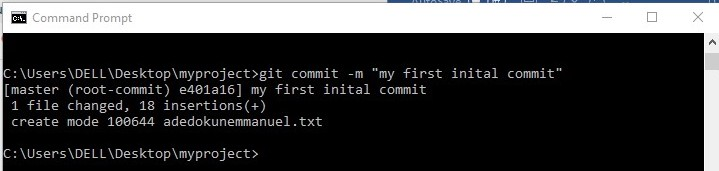 Command Prompt
C:\Users\DELL\Desktop\myproject>git commit -m "my first inital commit"
[master (root-commit) e401a16] my first inital commit
1 file changed, 18 insertions(+)
create mode 100644 adedokunemmanuel.txt
C:\Users\DELL\Desktop\myproject>